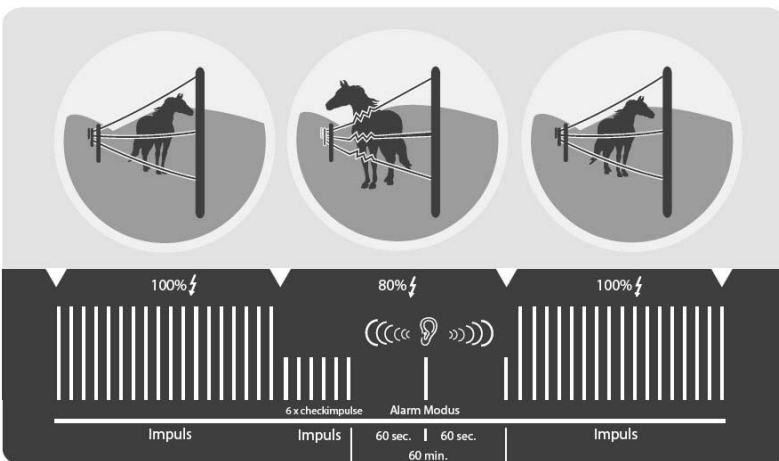 100%
80%
100%
6 x checkimpulse
Alarm Modus
Impuls
Impuls
60 sec.
60 sec.
Impuls
60 min.